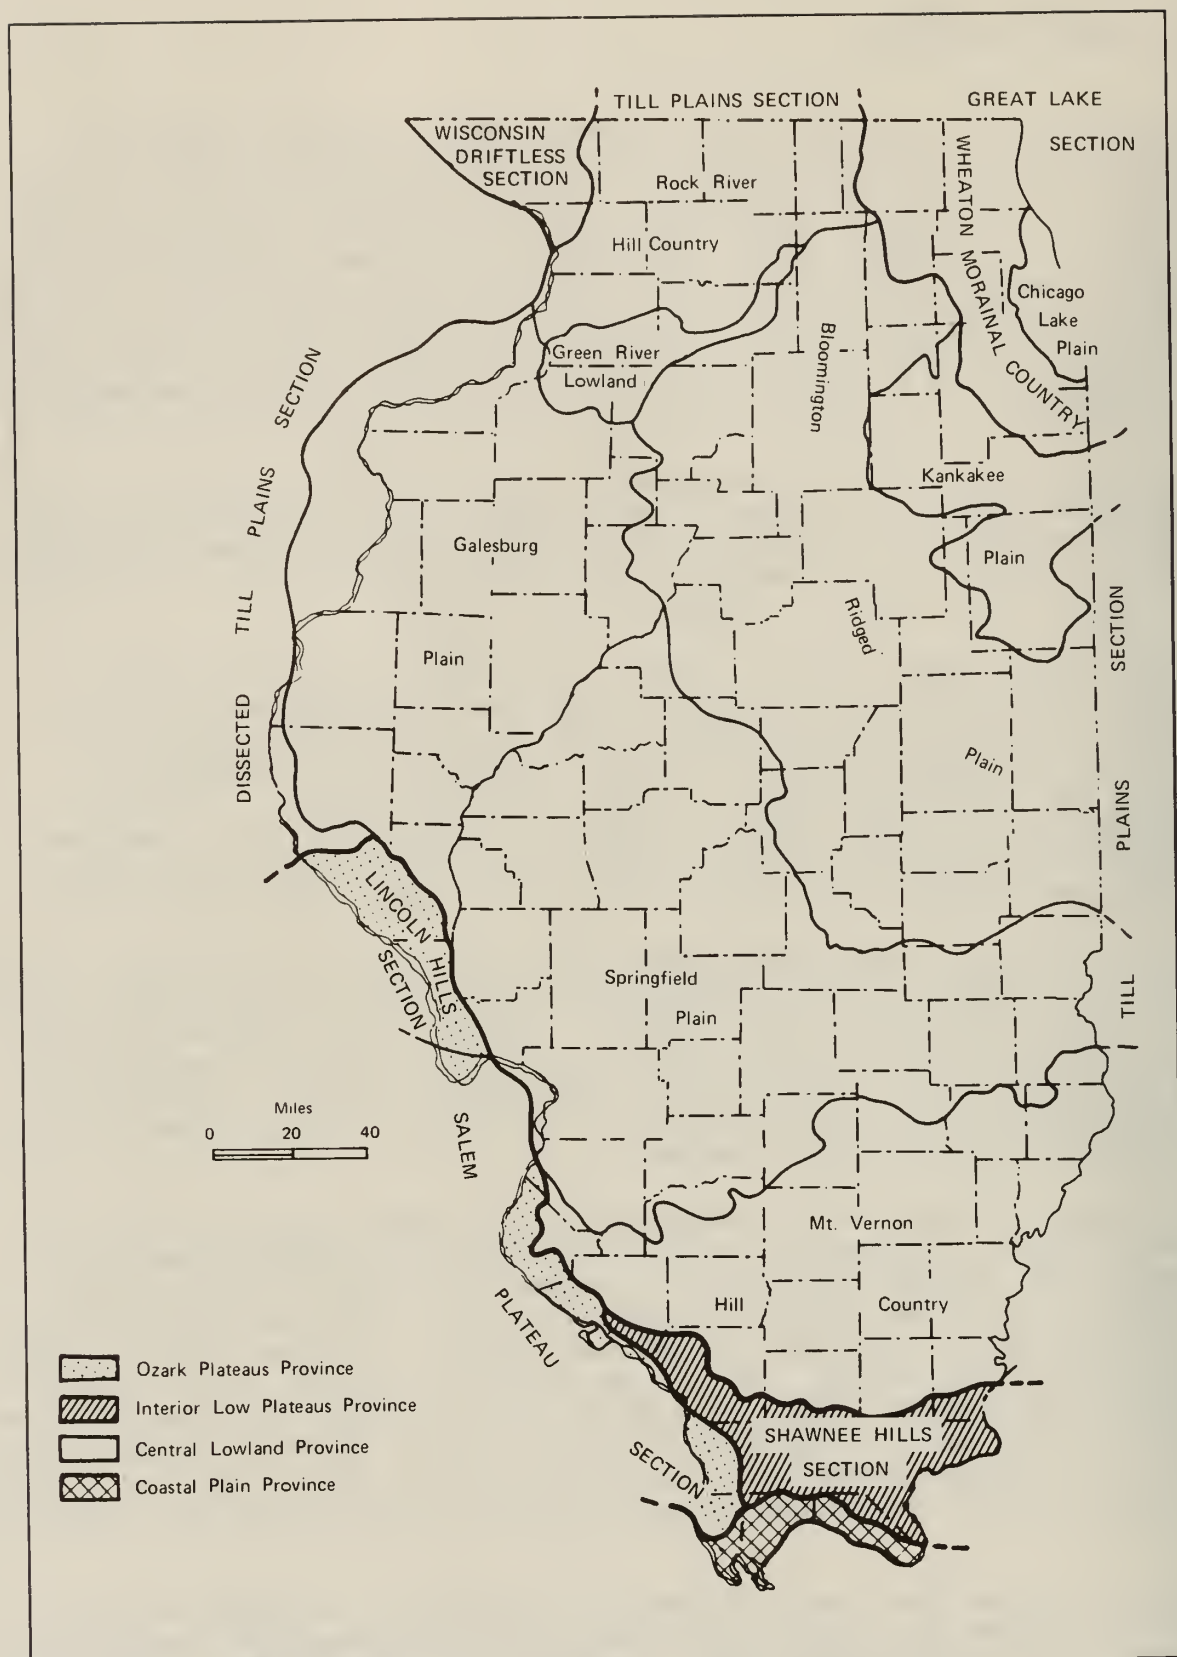 TILL PLAINS SECTION
GREAT LAKE
SECTION
WISCONSIN
DRIFTLESS
SECTION
Rock River
Hill Country
WHEATON MORAINAL COUNTRY
Chicago
Lake
Plain
Green River
Lowland
Bloomington
Ridged
Plain
Kankakee
Plain
Galesburg
Plain
DISSECTED TILL PLAINS SECTION
TILL PLAINS SECTION
LINCOLN HILLS
SECTION
Springfield
Plain
Miles
0 20 40
SALEM
PLATEAU
SECTION
Mt. Vernon
Hill Country
SHAWNEE HILLS
SECTION
Ozark Plateaus Province
Interior Low Plateaus Province
Central Lowland Province
Coastal Plain Province